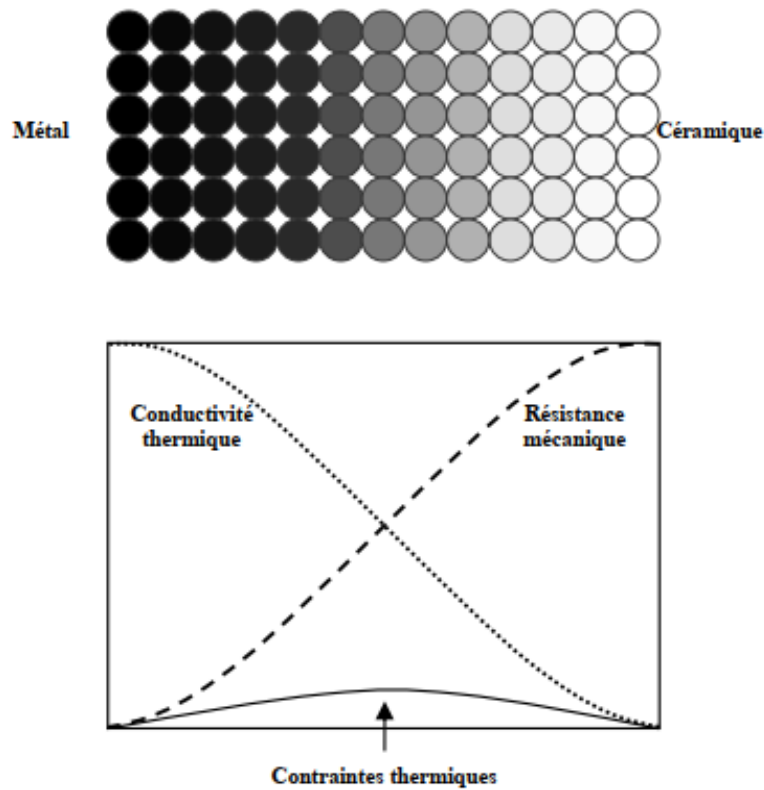 Métal
Céramique
Conductivité
thermique
Résistance
mécanique
Contraintes thermiques